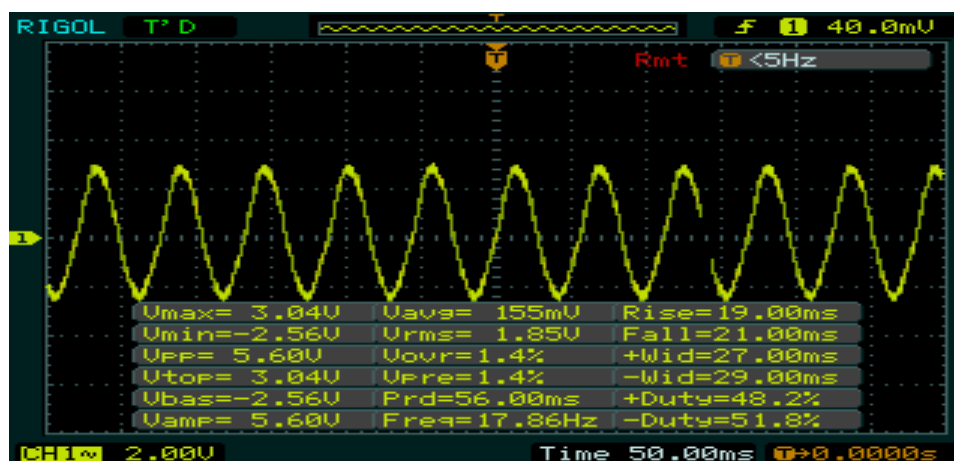 RIGOL T'D T 1 40.0mV
T Rmt T <5Hz
1
Vmax= 3.04V Vavg= 155mV Rise=19.00ms
Vmin=-2.56V Vrms= 1.85V Fall=21.00ms
Vpp= 5.60V Vovr=1.4% +Wid=27.00ms
Vtop= 3.04V Vpre=1.4% -Wid=29.00ms
Vbas=-2.56V Prd=56.00ms +Duty=48.2%
Vamp= 5.60V Freq=17.86Hz -Duty=51.8%
CH1~ 2.00V Time 50.00ms T→0.0000s